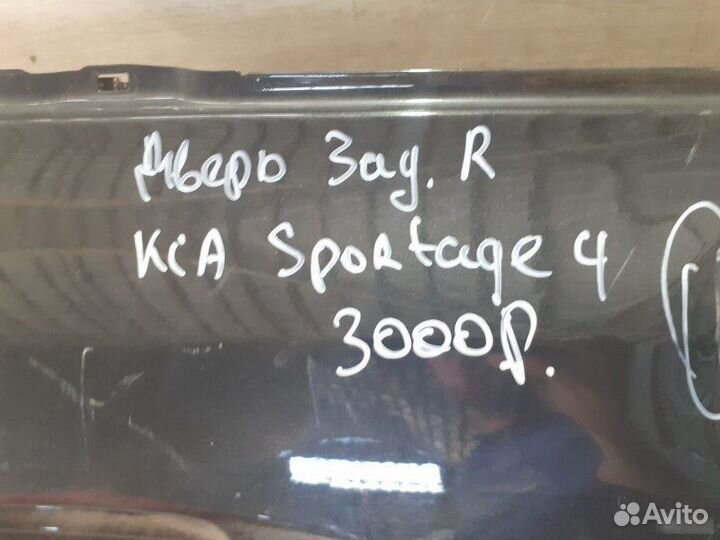 Дверь Зад. R
KiA Sportage 4
3000р.
Avito